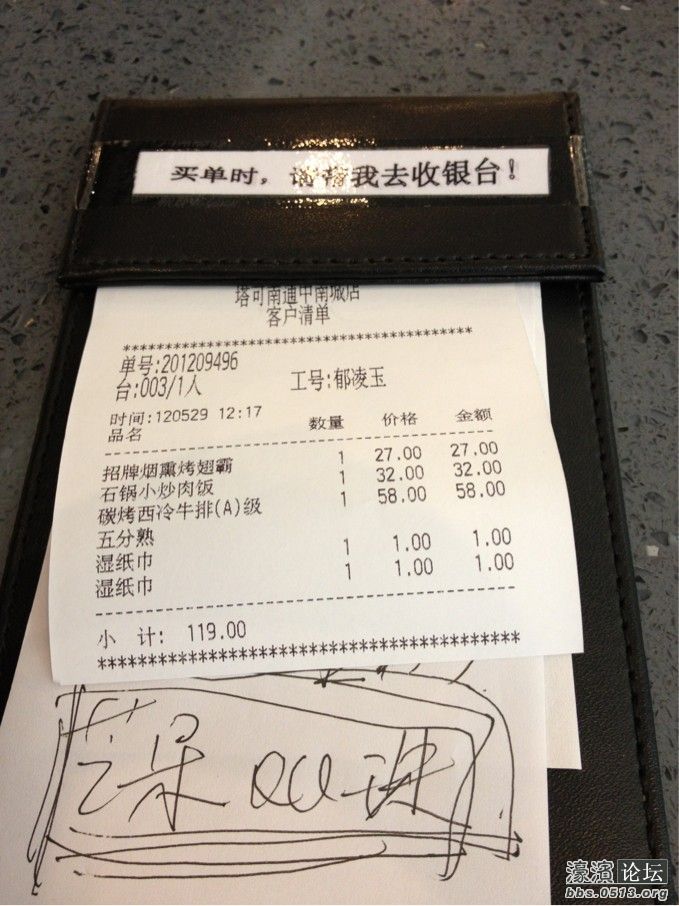 买单时，请带我去收银台！
塔可南通中南城店
客户清单
******************************************
单号:201209496
台:003/1人 工号:郁凌玉
时间:120529 12:17
品名 数量 价格 金额
招牌烟熏烤翅霸 1 27.00 27.00
石锅小炒肉饭 1 32.00 32.00
碳烤西冷牛排(A)级 1 58.00 58.00
五分熟
湿纸巾 1 1.00 1.00
湿纸巾 1 1.00 1.00
小 计: 119.00
******************************************
芒果 QQ球
濠滨论坛
bbs.0513.org